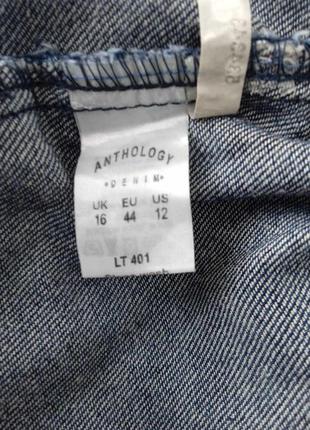 ANTHOLOGY
•DENIM•
UK EU US
16 44 12
LT 401